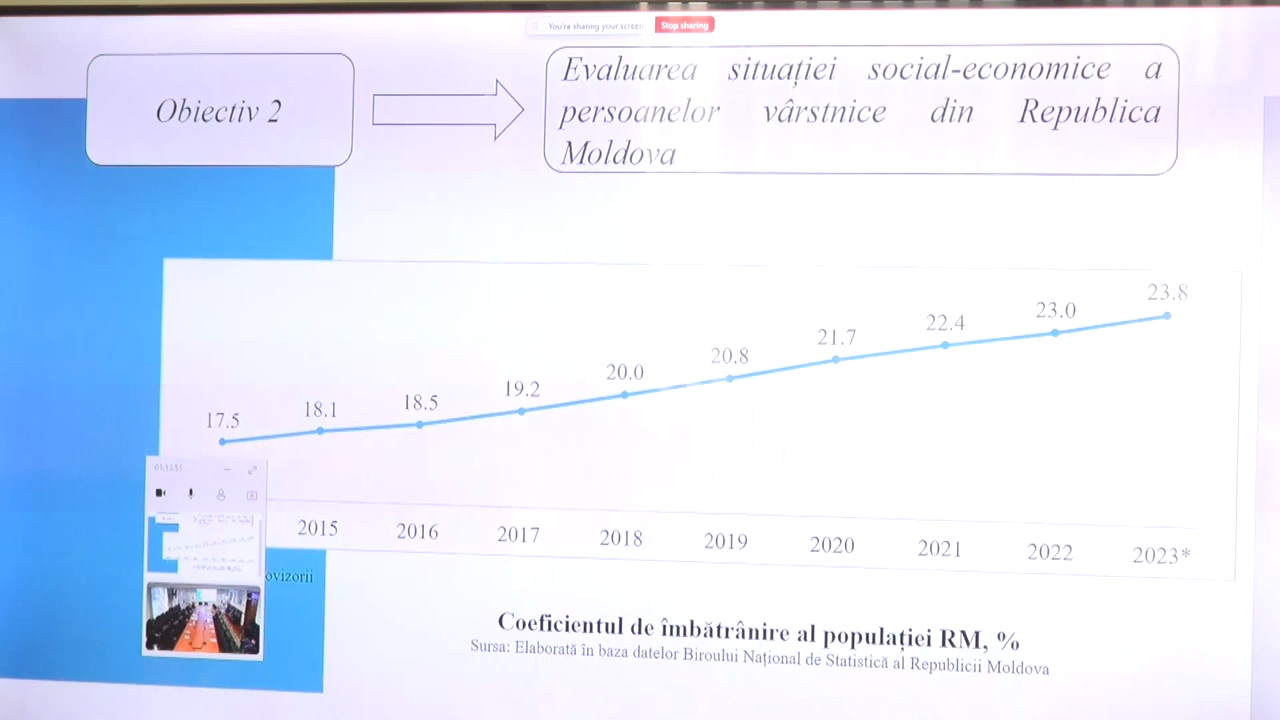 You're sharing your screen
Stop sharing
Obiectiv 2
Evaluarea situației social-economice a
persoanelor vârstnice din Republica
Moldova
17.5 18.1 18.5 19.2 20.0 20.8 21.7 22.4 23.0 23.8
01:13:51
2015 2016 2017 2018 2019 2020 2021 2022 2023*
ovizorii
Coeficientul de îmbătrânire al populației RM, %
Sursa: Elaborată în baza datelor Biroului Național de Statistică al Republicii Moldova